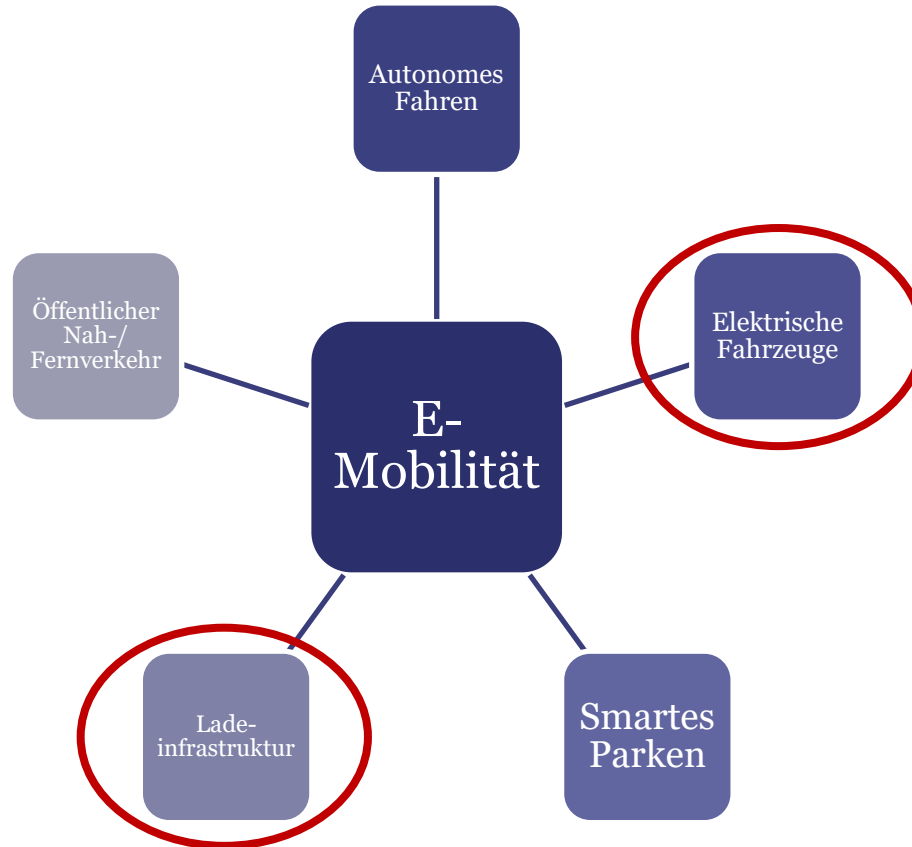 Autonomes
Fahren
Öffentlicher
Nah-/
Fernverkehr
Elektrische
Fahrzeuge
E-
Mobilität
Lade-
infrastruktur
Smartes
Parken